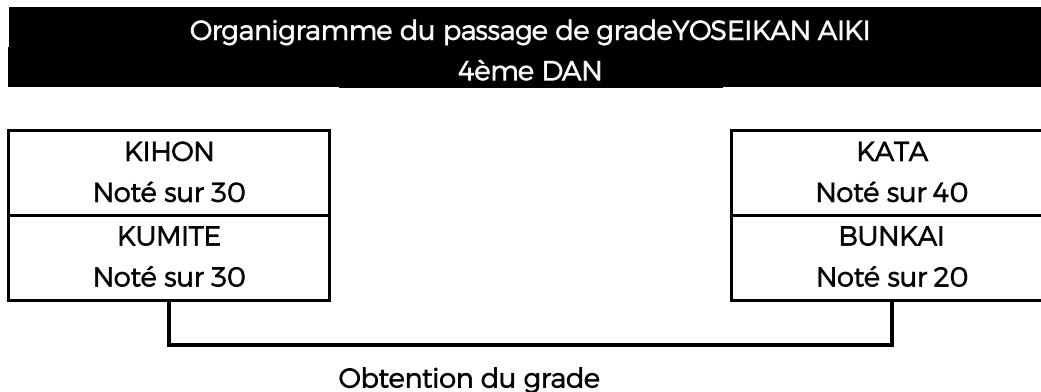 Organigramme du passage de gradeYOSEIKAN AIKI
4ème DAN
KIHON
Noté sur 30
KUMITE
Noté sur 30
KATA
Noté sur 40
BUNKAI
Noté sur 20
Obtention du grade